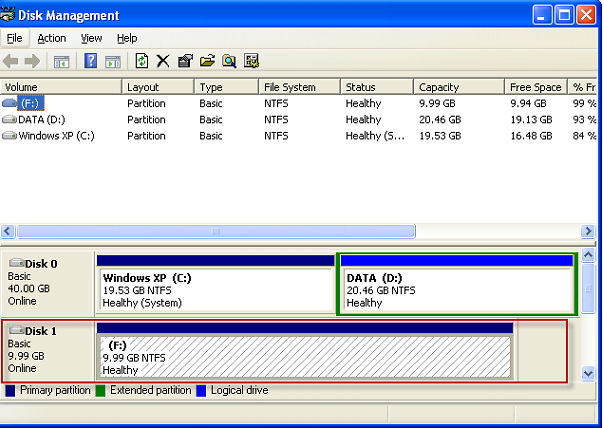 Disk Management
File Action View Help
Volume Layout Type File System Status Capacity Free Space % Fr
(F:) Partition Basic NTFS Healthy 9.99 GB 9.94 GB 99 %
DATA (D:) Partition Basic NTFS Healthy 20.46 GB 19.13 GB 93 %
Windows XP (C:) Partition Basic NTFS Healthy (S... 19.53 GB 16.48 GB 84 %
Disk 0
Basic
40.00 GB
Online
Windows XP (C:)
19.53 GB NTFS
Healthy (System)
DATA (D:)
20.46 GB NTFS
Healthy
Disk 1
Basic
9.99 GB
Online
(F:)
9.99 GB NTFS
Healthy
Primary partition Extended partition Logical drive